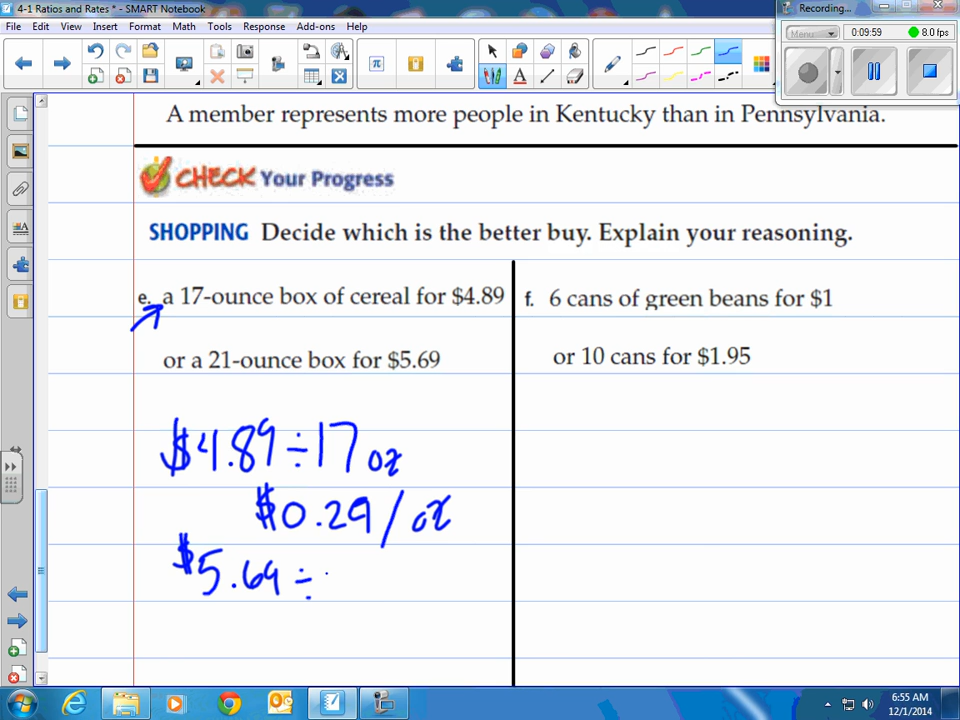 4-1 Ratios and Rates * - SMART Notebook
File Edit View Insert Format Math Tools Response Add-ons Help
Recording...
Menu
0:09:59
8.0 fps
A member represents more people in Kentucky than in Pennsylvania.
CHECK Your Progress
SHOPPING Decide which is the better buy. Explain your reasoning.
e. a 17-ounce box of cereal for $4.89
or a 21-ounce box for $5.69
$4.89 ÷ 17 oz
$0.29 / oz
$5.69 ÷
f. 6 cans of green beans for $1
or 10 cans for $1.95
6:55 AM
12/1/2014